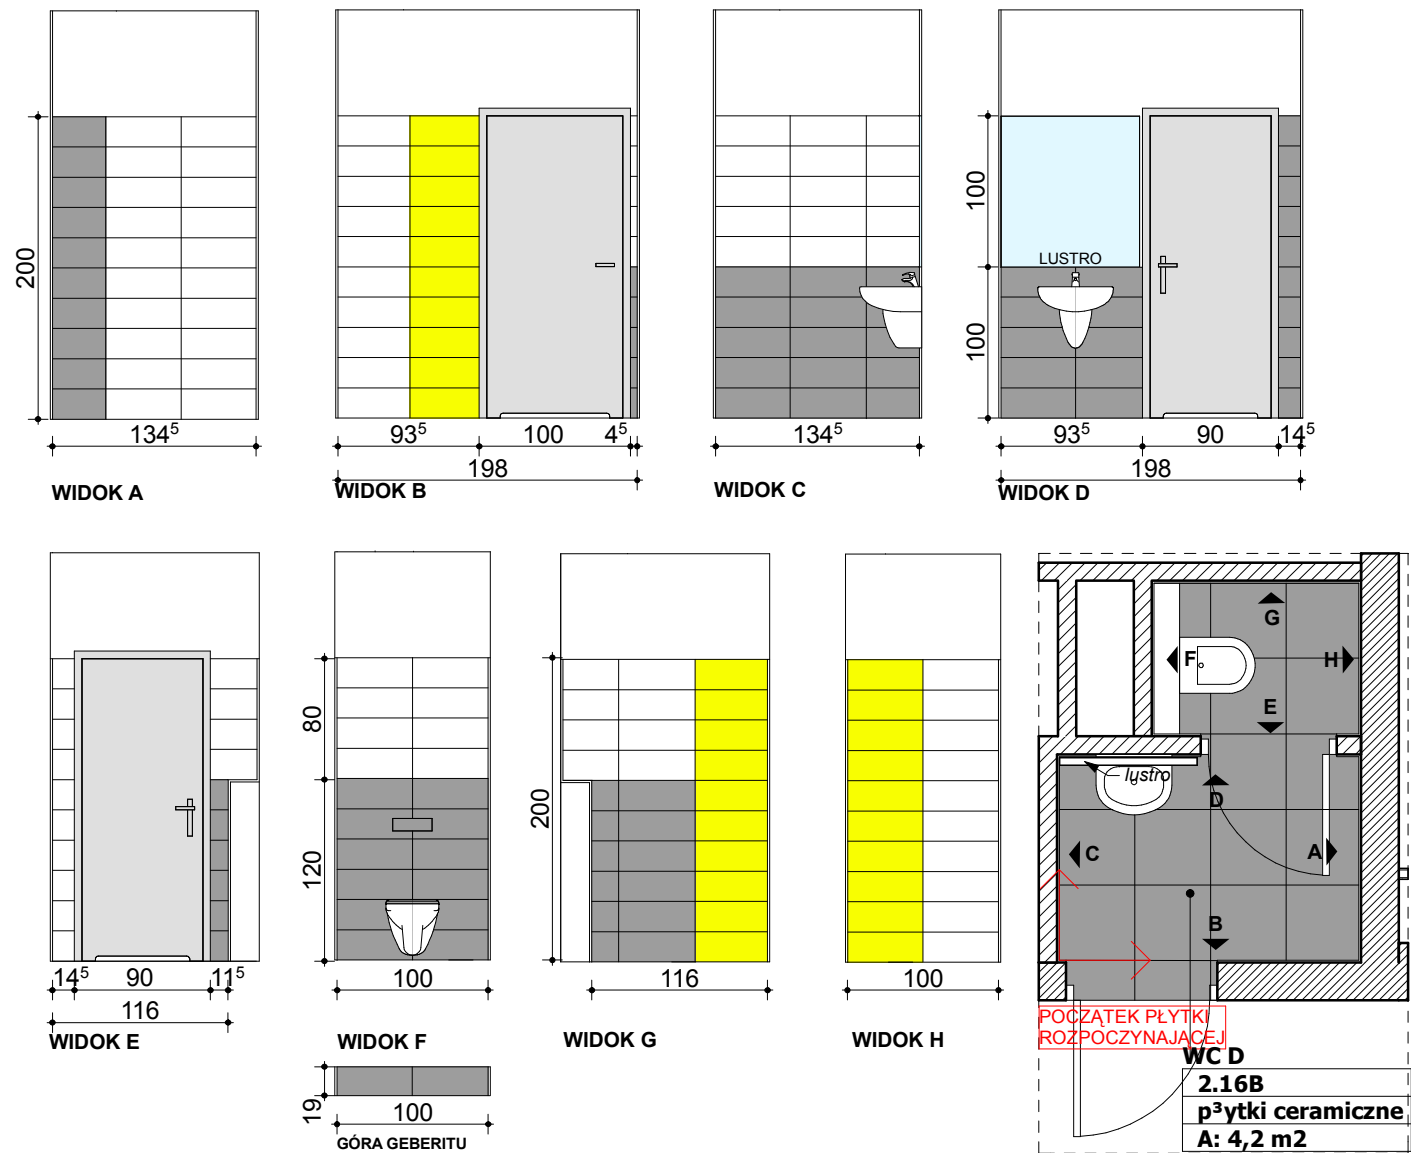 200
134⁵
WIDOK A
93⁵ 100 4⁵
198
WIDOK B
134⁵
WIDOK C
100
100
LUSTRO
93⁵ 90 14⁵
198
WIDOK D
14⁵ 90 11⁵
116
WIDOK E
80
120
100
WIDOK F
19
100
GÓRA GEBERITU
200
116
WIDOK G
100
WIDOK H
G
F
H
E
lustro
D
C
A
B
POCZĄTEK PŁYTKI
ROZPOCZYNAJĄCEJ
WC D
2.16B
p³ytki ceramiczne
A: 4,2 m2